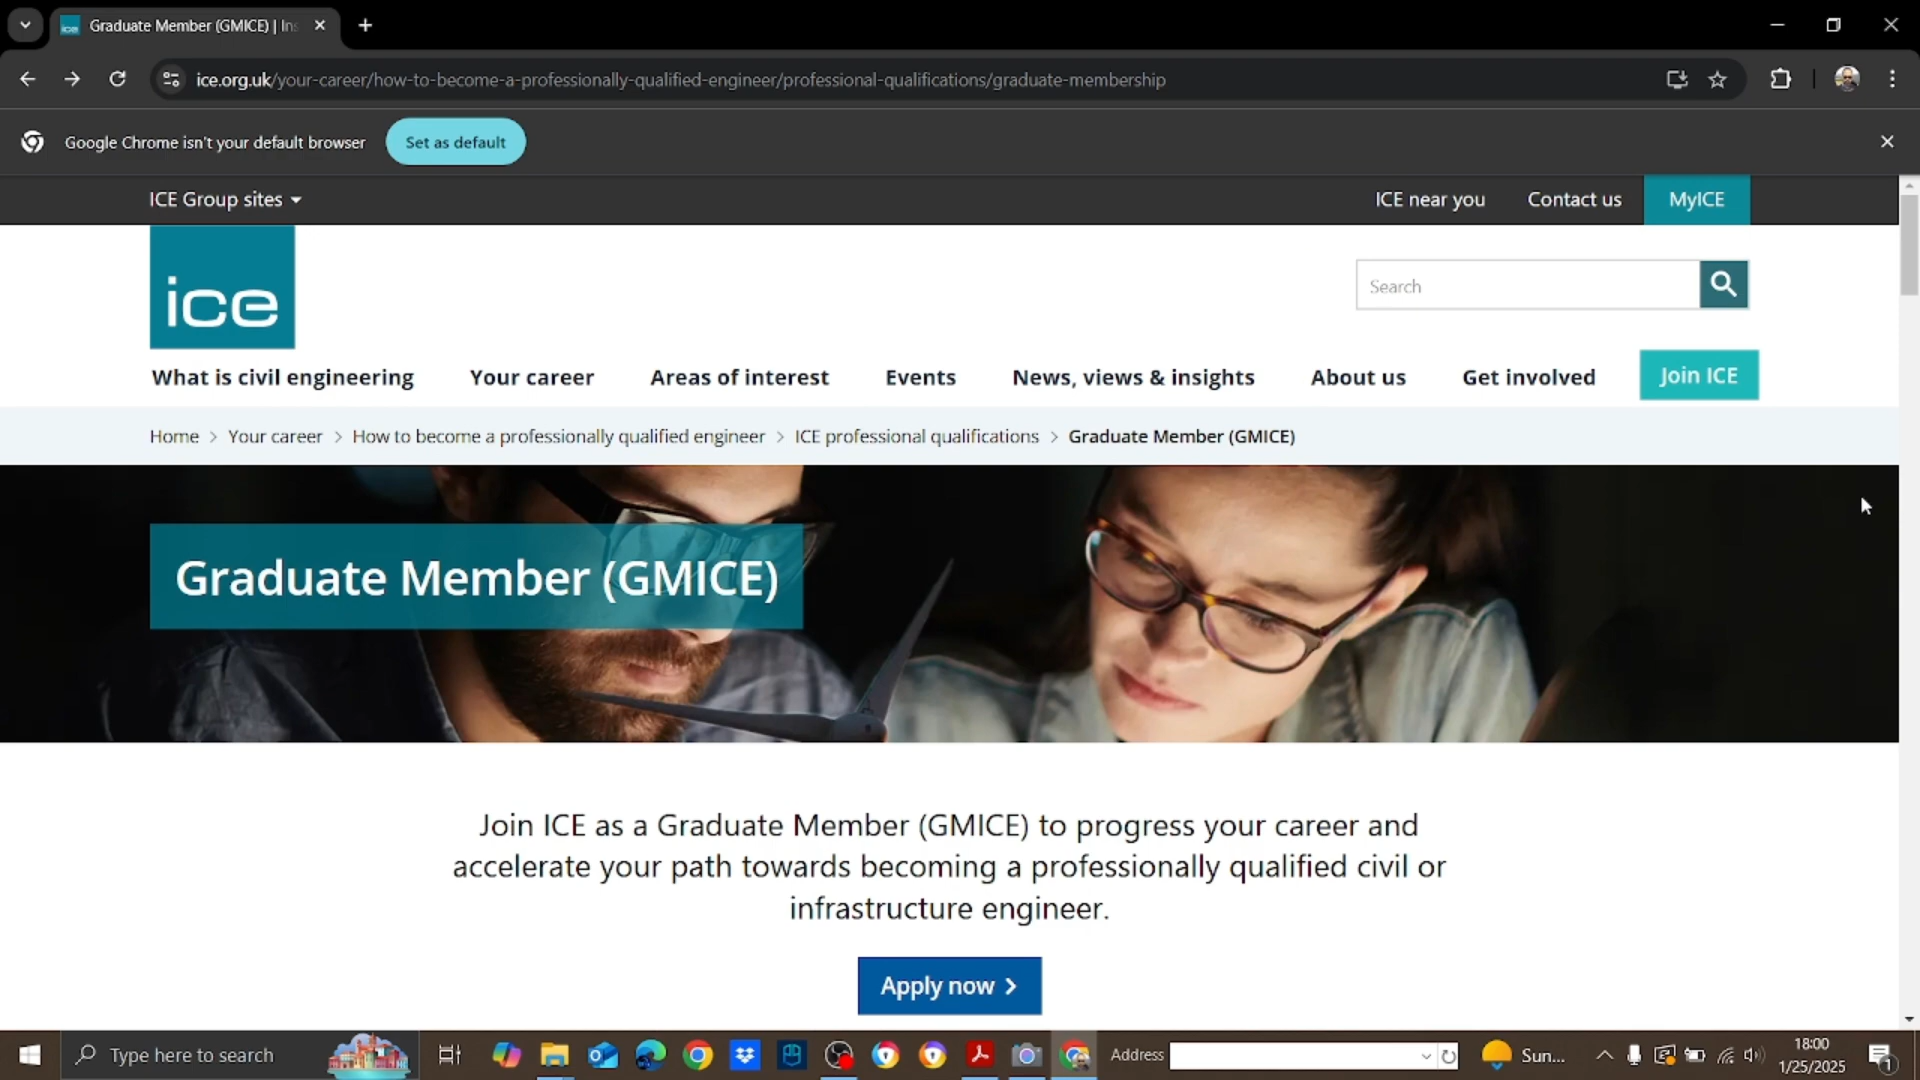 Graduate Member (GMICE) | Ins
ice.org.uk/your-career/how-to-become-a-professionally-qualified-engineer/professional-qualifications/graduate-membership
Google Chrome isn't your default browser
Set as default
ICE Group sites
ICE near you
Contact us
MyICE
ice
Search
What is civil engineering
Your career
Areas of interest
Events
News, views & insights
About us
Get involved
Join ICE
Home > Your career > How to become a professionally qualified engineer > ICE professional qualifications > Graduate Member (GMICE)
Graduate Member (GMICE)
Join ICE as a Graduate Member (GMICE) to progress your career and
accelerate your path towards becoming a professionally qualified civil or
infrastructure engineer.
Apply now
Type here to search
Address
Sun...
18:00
1/25/2025
1